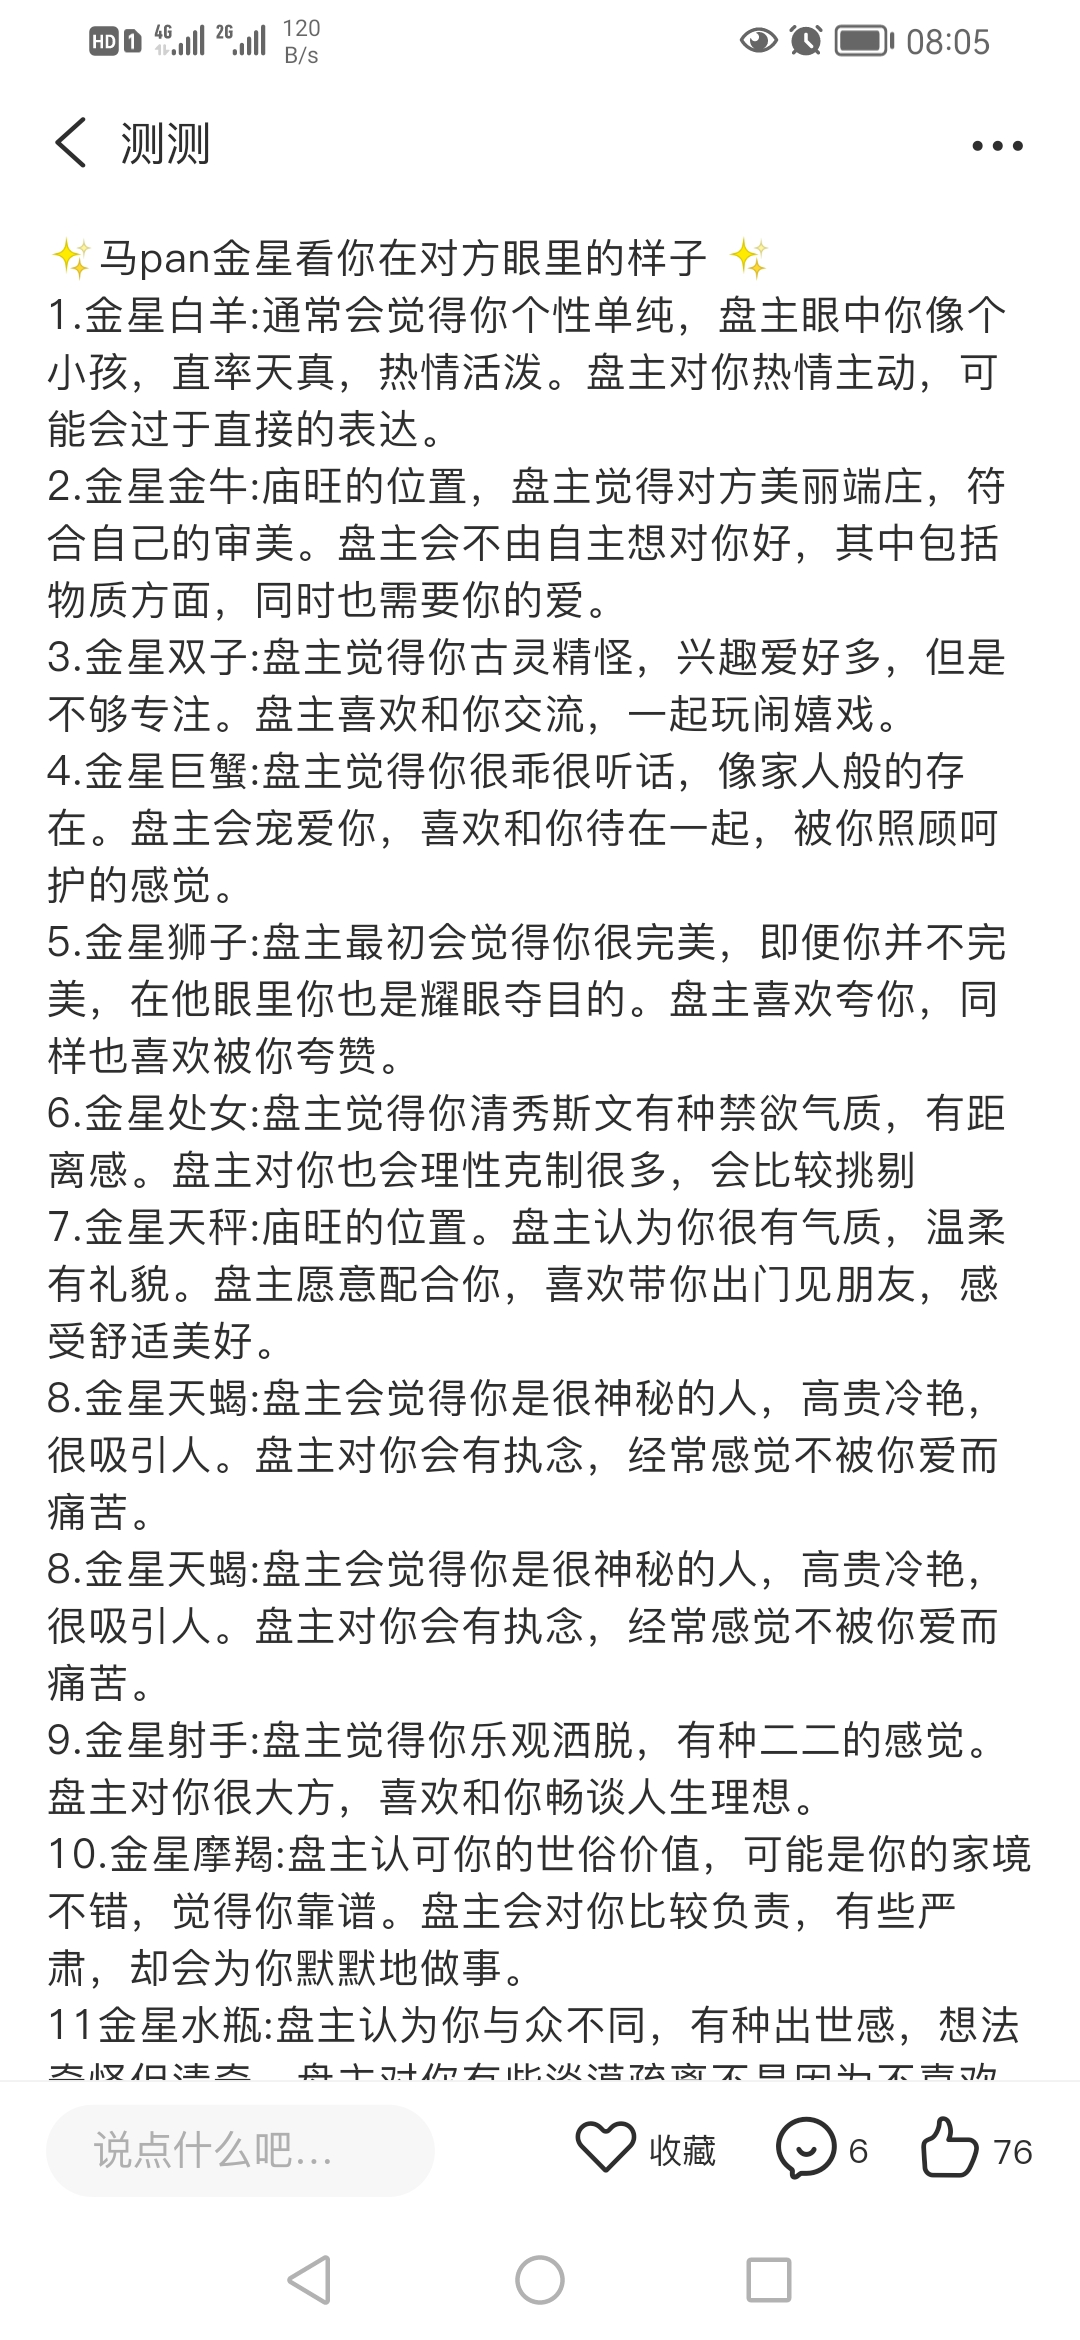 HD 1 4G 2G 120 B/s 08:05
测测
✨马pan金星看你在对方眼里的样子 ✨
1.金星白羊:通常会觉得你个性单纯，盘主眼中你像个
小孩，直率天真，热情活泼。盘主对你热情主动，可
能会过于直接的表达。
2.金星金牛:庙旺的位置，盘主觉得对方美丽端庄，符
合自己的审美。盘主会不由自主想对你好，其中包括
物质方面，同时也需要你的爱。
3.金星双子:盘主觉得你古灵精怪，兴趣爱好多，但是
不够专注。盘主喜欢和你交流，一起玩闹嬉戏。
4.金星巨蟹:盘主觉得你很乖很听话，像家人般的存
在。盘主会宠爱你，喜欢和你待在一起，被你照顾呵
护的感觉。
5.金星狮子:盘主最初会觉得你很完美，即便你并不完
美，在他眼里你也是耀眼夺目的。盘主喜欢夸你，同
样也喜欢被你夸赞。
6.金星处女:盘主觉得你清秀斯文有种禁欲气质，有距
离感。盘主对你也会理性克制很多，会比较挑剔
7.金星天秤:庙旺的位置。盘主认为你很有气质，温柔
有礼貌。盘主愿意配合你，喜欢带你出门见朋友，感
受舒适美好。
8.金星天蝎:盘主会觉得你是很神秘的人，高贵冷艳，
很吸引人。盘主对你会有执念，经常感觉不被你爱而
痛苦。
8.金星天蝎:盘主会觉得你是很神秘的人，高贵冷艳，
很吸引人。盘主对你会有执念，经常感觉不被你爱而
痛苦。
9.金星射手:盘主觉得你乐观洒脱，有种二二的感觉。
盘主对你很大方，喜欢和你畅谈人生理想。
10.金星摩羯:盘主认可你的世俗价值，可能是你的家境
不错，觉得你靠谱。盘主会对你比较负责，有些严
肃，却会为你默默地做事。
11金星水瓶:盘主认为你与众不同，有种出世感，想法
奇怪但清奇。盘主对你有些淡漠疏离不是因为不喜欢
说点什么吧... 收藏 6 76